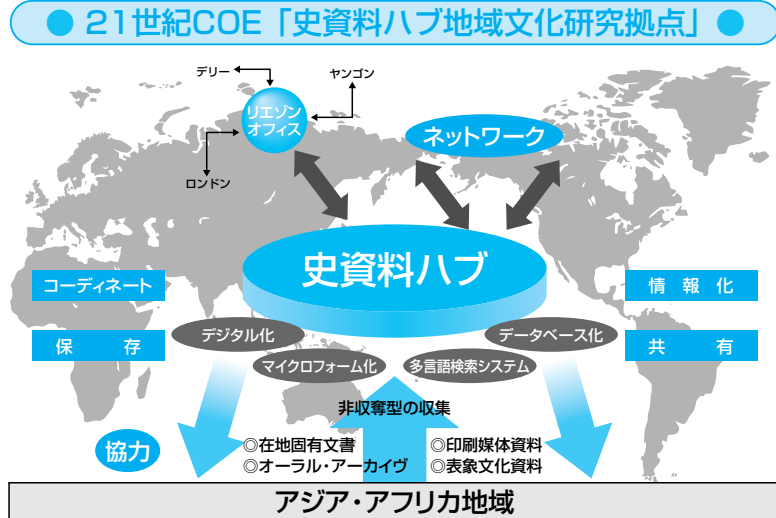 ● 21世紀COE「史資料ハブ地域文化研究拠点」●
デリー
ヤンゴン
リエゾン
オフィス
ネットワーク
ロンドン
史資料ハブ
コーディネート
情報化
保存
デジタル化
データベース化
共有
マイクロフォーム化
多言語検索システム
非収奪型の収集
協力
◎在地固有文書
◎印刷媒体資料
◎オーラル・アーカイヴ
◎表象文化資料
アジア・アフリカ地域